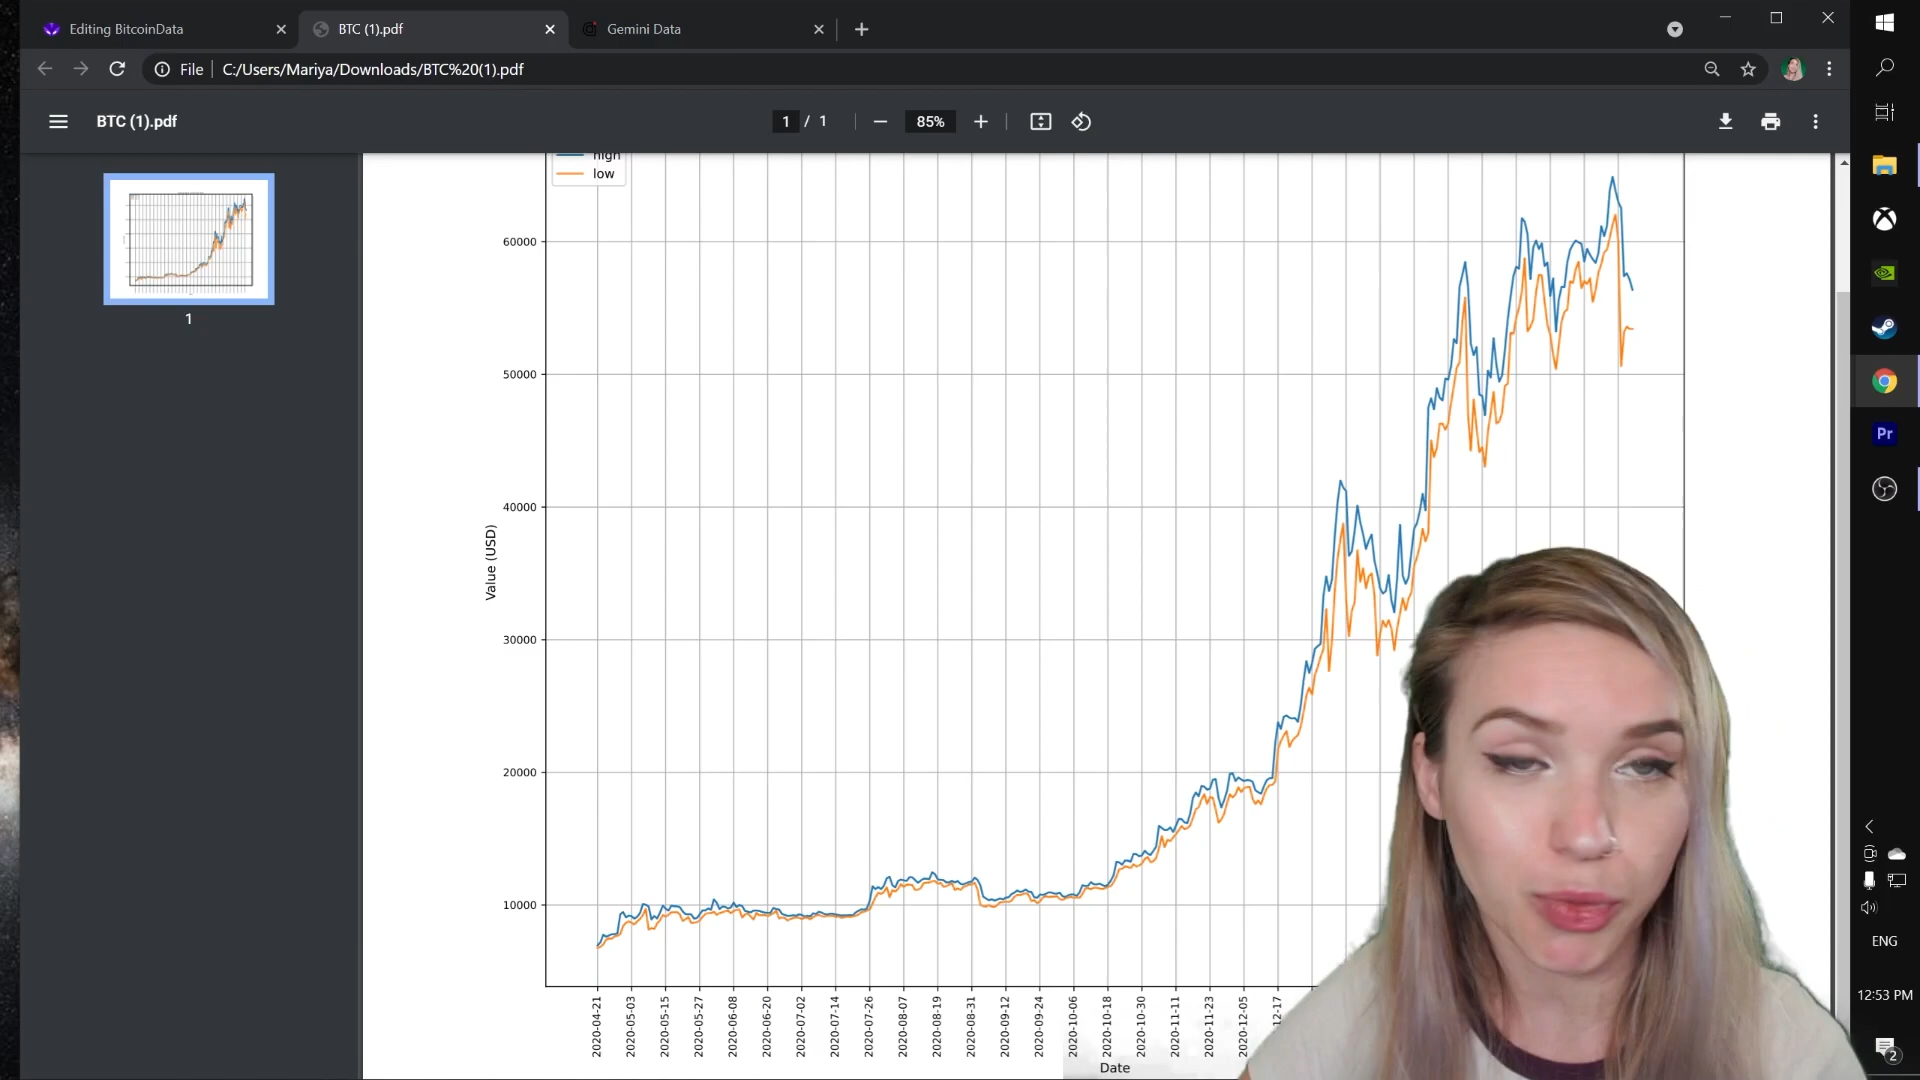 Editing BitcoinData
BTC (1).pdf
Gemini Data
File
C:/Users/Mariya/Downloads/BTC%20(1).pdf
BTC (1).pdf
1 / 1
85%
high
low
1
60000
50000
40000
30000
20000
10000
Value (USD)
2020-04-21
2020-05-03
2020-05-15
2020-05-27
2020-06-08
2020-06-20
2020-07-02
2020-07-14
2020-07-26
2020-08-07
2020-08-19
2020-08-31
2020-09-12
2020-09-24
2020-10-06
2020-10-18
2020-10-30
2020-11-11
2020-11-23
2020-12-05
12-17
Date
Pr
ENG
12:53 PM
2